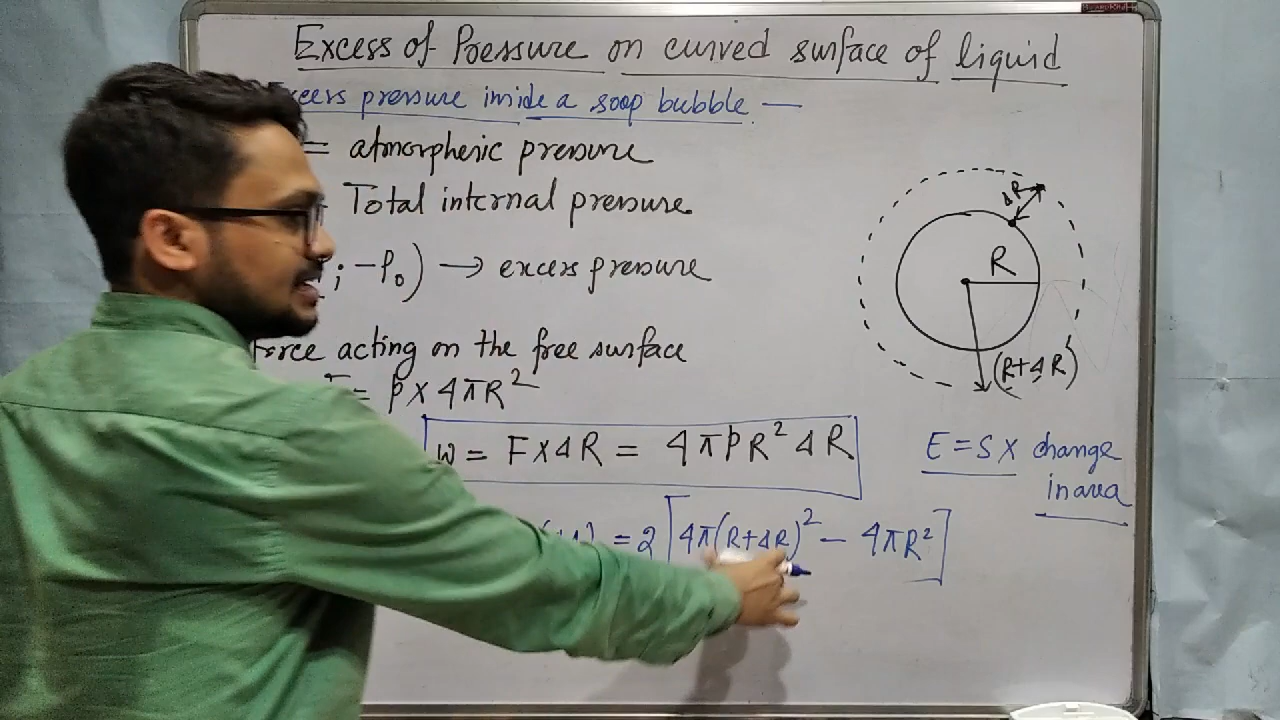 Excess of Pressure on curved surface of liquid
Excess pressure inside a soap bubble —
= atmospheric pressure
Total internal pressure
; -P₀) → excess pressure
force acting on the free surface
= p × 4πR²
W = F × ΔR = 4πpR² ΔR
= 2 [4π(R+ΔR)² - 4πR²]
ΔR
R
(R+ΔR)
E = S × change
in area